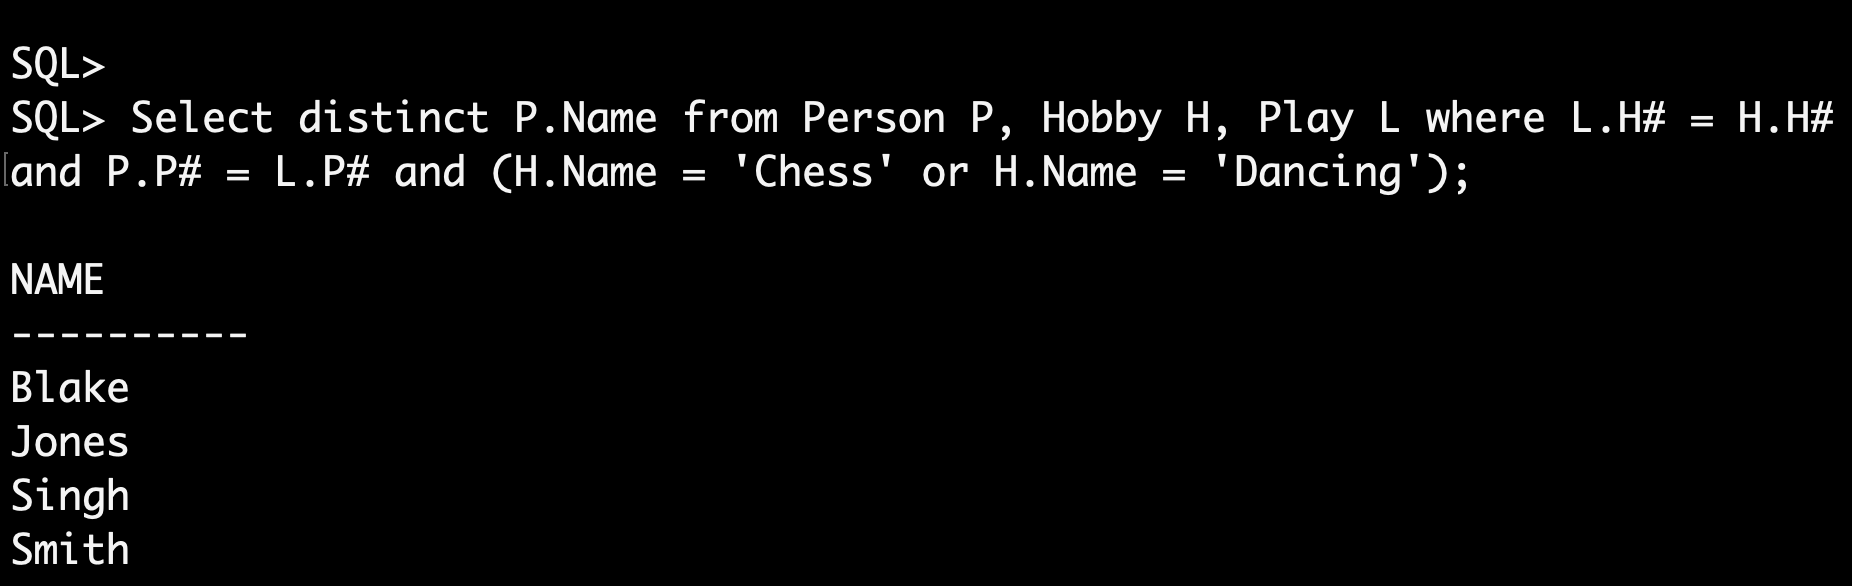 SQL>
SQL> Select distinct P.Name from Person P, Hobby H, Play L where L.H# = H.H#
and P.P# = L.P# and (H.Name = 'Chess' or H.Name = 'Dancing');
NAME
----------
Blake
Jones
Singh
Smith